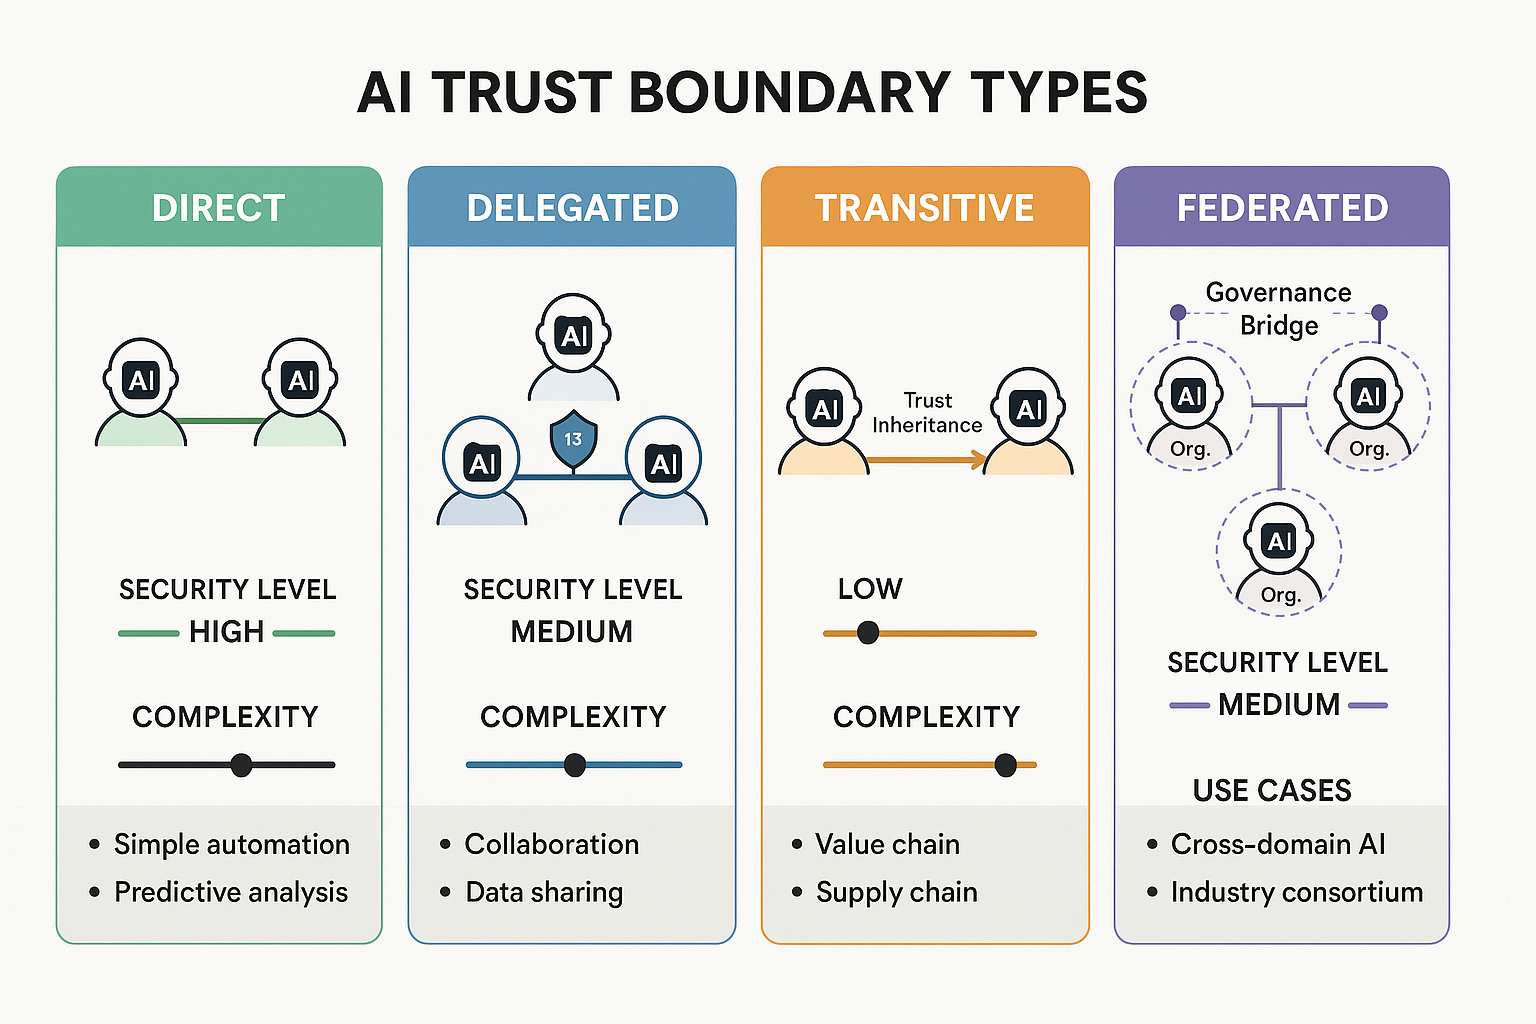 AI TRUST BOUNDARY TYPES
DIRECT
AI
AI
SECURITY LEVEL
HIGH
COMPLEXITY
• Simple automation
• Predictive analysis
DELEGATED
AI
13
AI
AI
SECURITY LEVEL
MEDIUM
COMPLEXITY
• Collaboration
• Data sharing
TRANSITIVE
AI
Trust
Inheritance
AI
LOW
COMPLEXITY
• Value chain
• Supply chain
FEDERATED
Governance
Bridge
AI
Org.
AI
Org.
AI
Org.
SECURITY LEVEL
MEDIUM
USE CASES
• Cross-domain AI
• Industry consortium